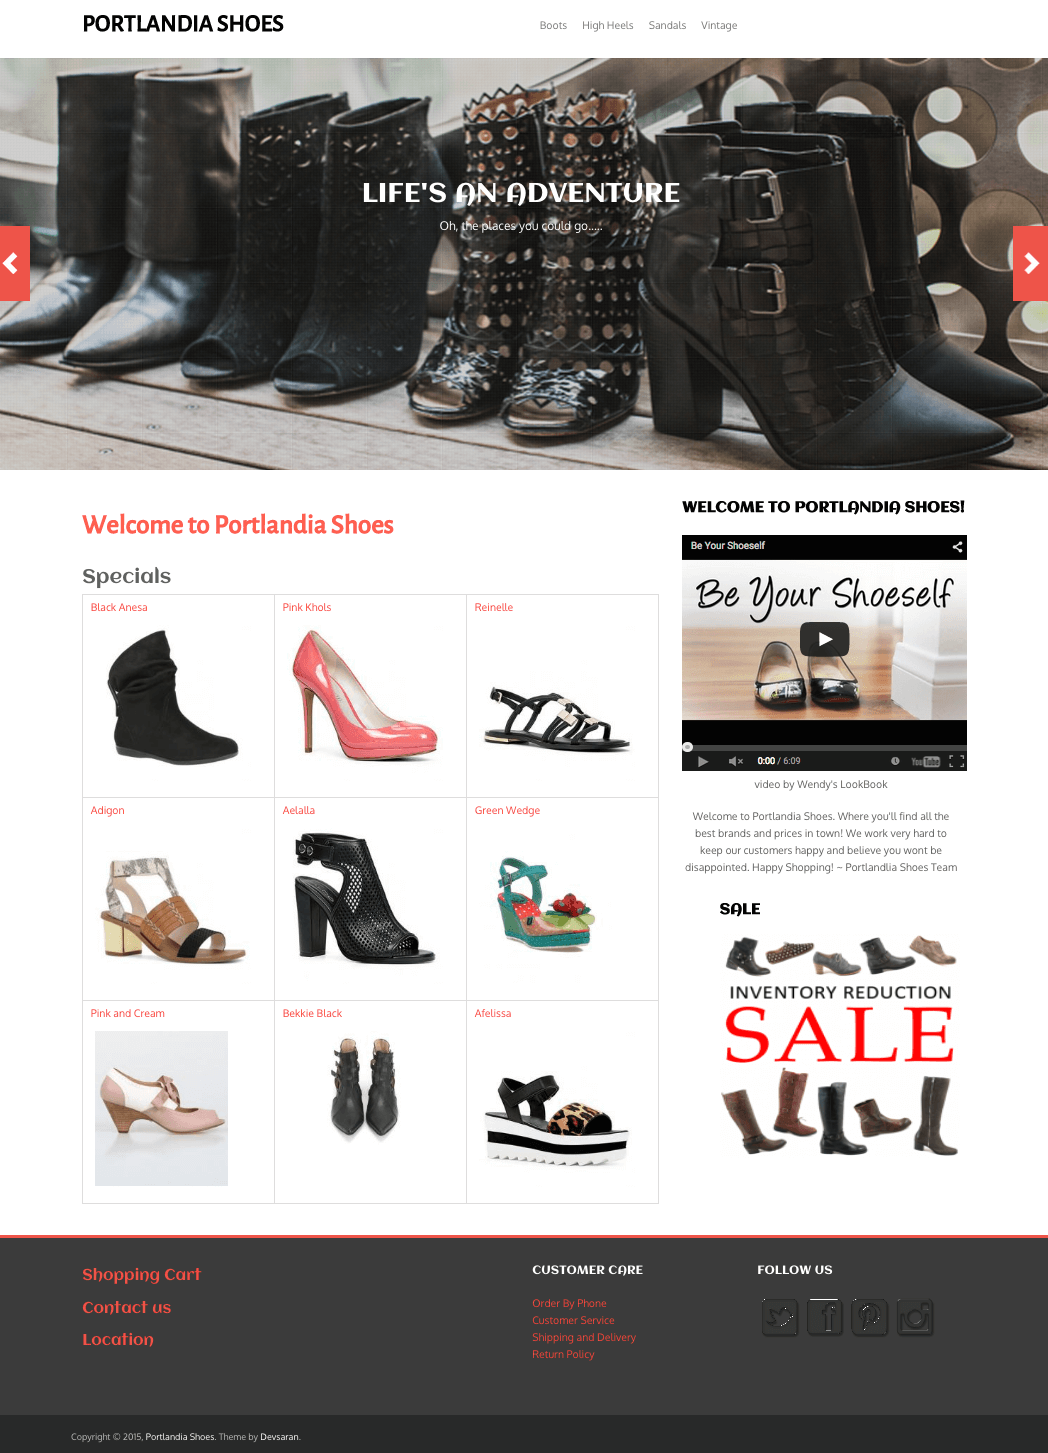 PORTLANDIA SHOES
Boots High Heels Sandals Vintage
LIFE'S AN ADVENTURE
Oh, the places you could go.....
Welcome to Portlandia Shoes
Specials
Black Anesa
Pink Khols
Reinelle
Adigon
Aelalla
Green Wedge
Pink and Cream
Bekkie Black
Afelissa
WELCOME TO PORTLANDIA SHOES!
Be Your Shoeself
Be Your Shoeself
0:00 / 6:09
YouTube
video by Wendy's LookBook
Welcome to Portlandia Shoes. Where you'll find all the
best brands and prices in town! We work very hard to
keep our customers happy and believe you wont be
disappointed. Happy Shopping! ~ Portlandlia Shoes Team
SALE
INVENTORY REDUCTION
SALE
Shopping Cart
Contact us
Location
CUSTOMER CARE
Order By Phone
Customer Service
Shipping and Delivery
Return Policy
FOLLOW US
Copyright © 2015, Portlandia Shoes. Theme by Devsaran.